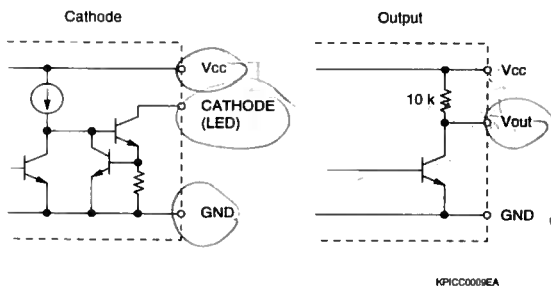 Cathode
Vcc
CATHODE
(LED)
GND
Output
Vcc
10 k
Vout
GND
KPICC0009EA